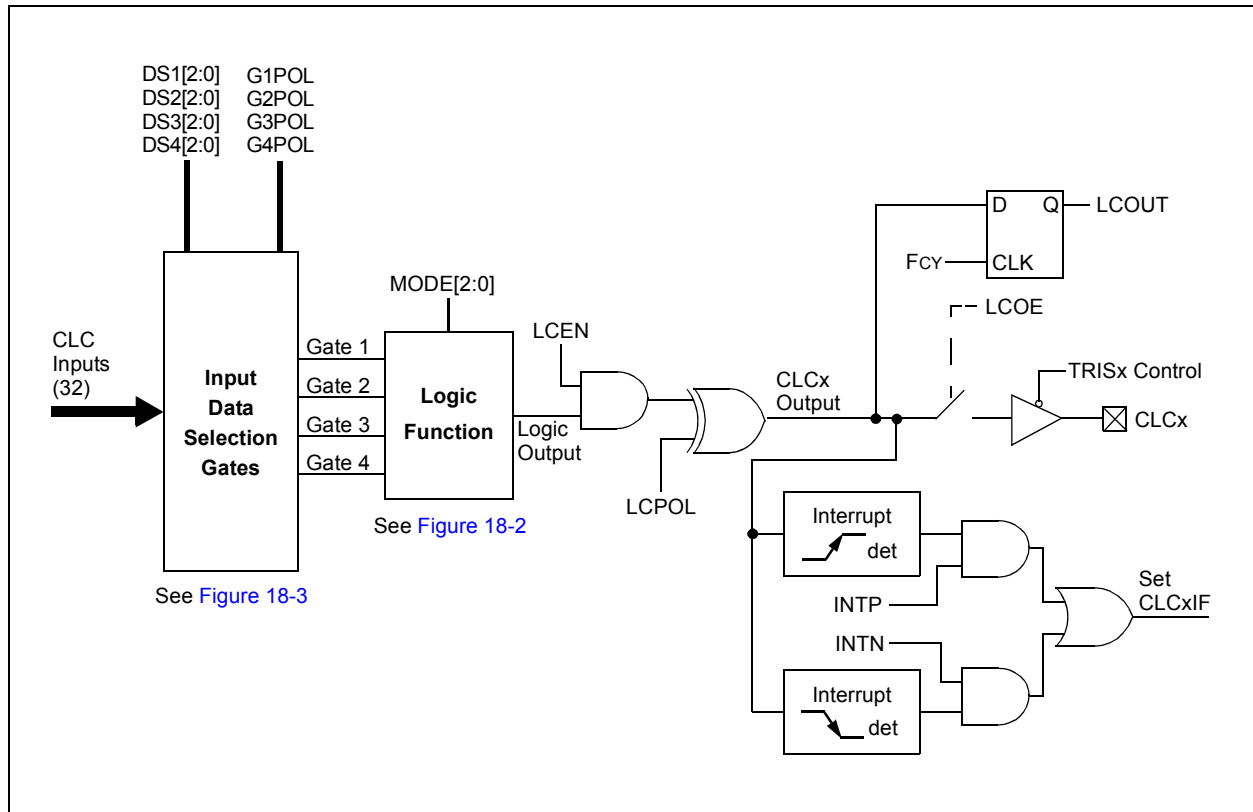 DS1[2:0] G1POL
DS2[2:0] G2POL
DS3[2:0] G3POL
DS4[2:0] G4POL
D Q
LCOUT
FCY
CLK
MODE[2:0]
LCOE
CLC
Inputs
(32)
LCEN
Input
Data
Selection
Gates
Gate 1
Gate 2
Gate 3
Gate 4
Logic
Function
Logic
Output
CLCx
Output
TRISx Control
CLCx
LCPOL
See Figure 18-2
See Figure 18-3
Interrupt
det
INTP
INTN
Set
CLCxIF
Interrupt
det